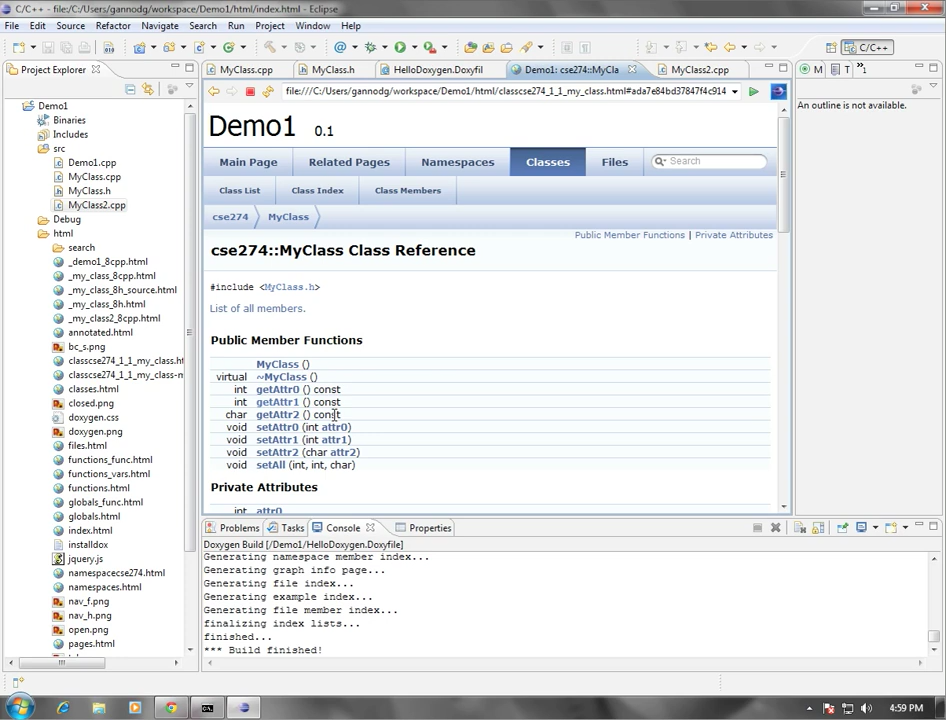 C/C++ - file:/C:/Users/gannodg/workspace/Demo1/html/index.html - Eclipse
File Edit Source Refactor Navigate Search Run Project Window Help
C/C++
Project Explorer
MyClass.cpp
MyClass.h
HelloDoxygen.Doxyfil
Demo1: cse274::MyCla
MyClass2.cpp
M
T
»1
Demo1
Binaries
Includes
src
Demo1.cpp
MyClass.cpp
MyClass.h
MyClass2.cpp
Debug
html
search
_demo1_8cpp.html
_my_class_8cpp.html
_my_class_8h_source.html
_my_class_8h.html
_my_class2_8cpp.html
annotated.html
bc_s.png
classcse274_1_1_my_class.ht
classcse274_1_1_my_class-m
classes.html
closed.png
doxygen.css
doxygen.png
files.html
functions_func.html
functions_vars.html
functions.html
globals_func.html
globals.html
index.html
installdox
jquery.js
namespacecse274.html
namespaces.html
nav_f.png
nav_h.png
open.png
pages.html
file:///C:/Users/gannodg/workspace/Demo1/html/classcse274_1_1_my_class.html#ada7e84bd37847f4c914
Demo1 0.1
Main Page Related Pages Namespaces Classes Files Search
Class List Class Index Class Members
cse274 MyClass
Public Member Functions | Private Attributes
cse274::MyClass Class Reference
#include <MyClass.h>
List of all members.
Public Member Functions
MyClass ()
virtual ~MyClass ()
int getAttr0 () const
int getAttr1 () const
char getAttr2 () const
void setAttr0 (int attr0)
void setAttr1 (int attr1)
void setAttr2 (char attr2)
void setAll (int, int, char)
Private Attributes
int attr0
An outline is not available.
Problems Tasks Console Properties
Doxygen Build [/Demo1/HelloDoxygen.Doxyfile]
Generating namespace member index...
Generating graph info page...
Generating file index...
Generating example index...
Generating file member index...
finalizing index lists...
finished...
*** Build finished!
4:59 PM